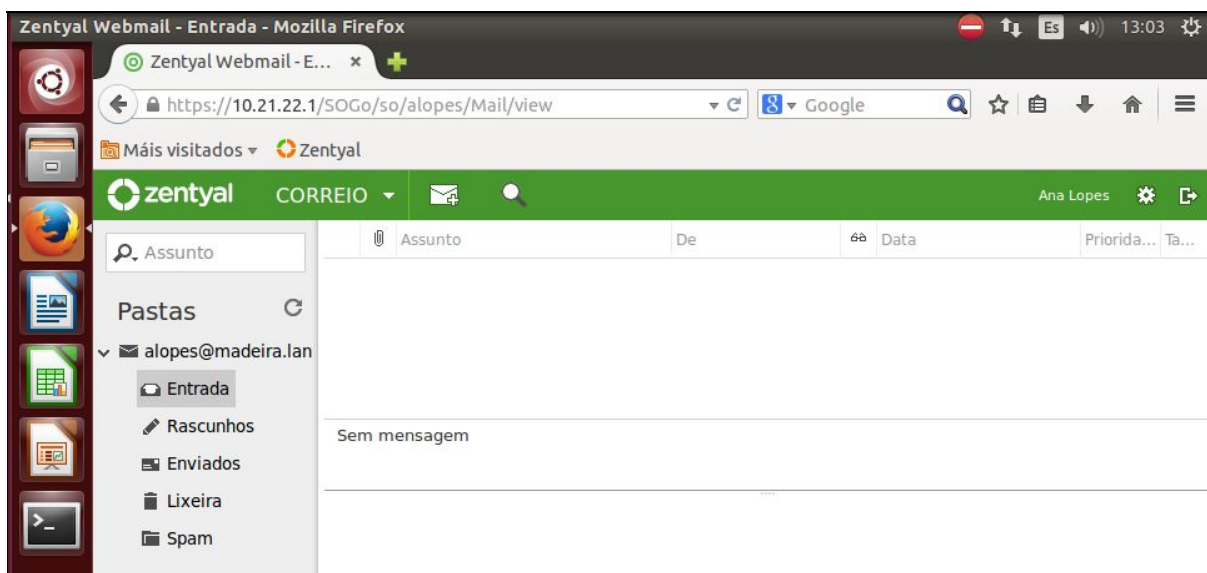 Zentyal Webmail - Entrada - Mozilla Firefox Es 13:03
Zentyal Webmail - E...
https://10.21.22.1/SOGo/so/alopes/Mail/view Google
Máis visitados Zentyal
zentyal CORREIO Ana Lopes
Assunto Assunto De Data Priorida... Ta...
Pastas
alopes@madeira.lan
Entrada
Rascunhos
Sem mensagem
Enviados
Lixeira
Spam